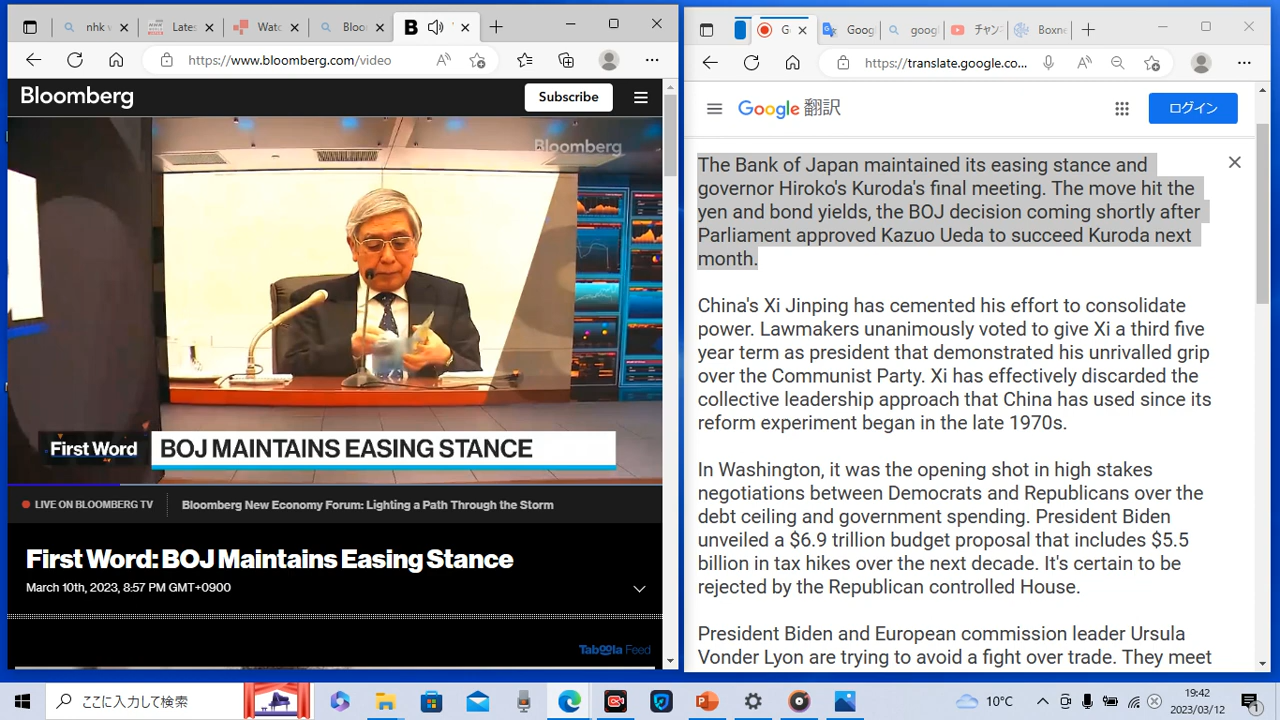 nhk v
Lates
Watc
Bloo
B
https://www.bloomberg.com/video
Bloomberg
Subscribe
Bloomberg
First Word
BOJ MAINTAINS EASING STANCE
LIVE ON BLOOMBERG TV
Bloomberg New Economy Forum: Lighting a Path Through the Storm
First Word: BOJ Maintains Easing Stance
March 10th, 2023, 8:57 PM GMT+0900
Taboola Feed
G
Goog
googl
チャン
Boxne
https://translate.google.co...
Google 翻訳
ログイン
The Bank of Japan maintained its easing stance and
governor Hiroko's Kuroda's final meeting. The move hit the
yen and bond yields, the BOJ decision coming shortly after
Parliament approved Kazuo Ueda to succeed Kuroda next
month.
China's Xi Jinping has cemented his effort to consolidate
power. Lawmakers unanimously voted to give Xi a third five
year term as president that demonstrated his unrivalled grip
over the Communist Party. Xi has effectively discarded the
collective leadership approach that China has used since its
reform experiment began in the late 1970s.
In Washington, it was the opening shot in high stakes
negotiations between Democrats and Republicans over the
debt ceiling and government spending. President Biden
unveiled a $6.9 trillion budget proposal that includes $5.5
billion in tax hikes over the next decade. It's certain to be
rejected by the Republican controlled House.
President Biden and European commission leader Ursula
Vonder Lyon are trying to avoid a fight over trade. They meet
ここに入力して検索
10°C
19:42
2023/03/12